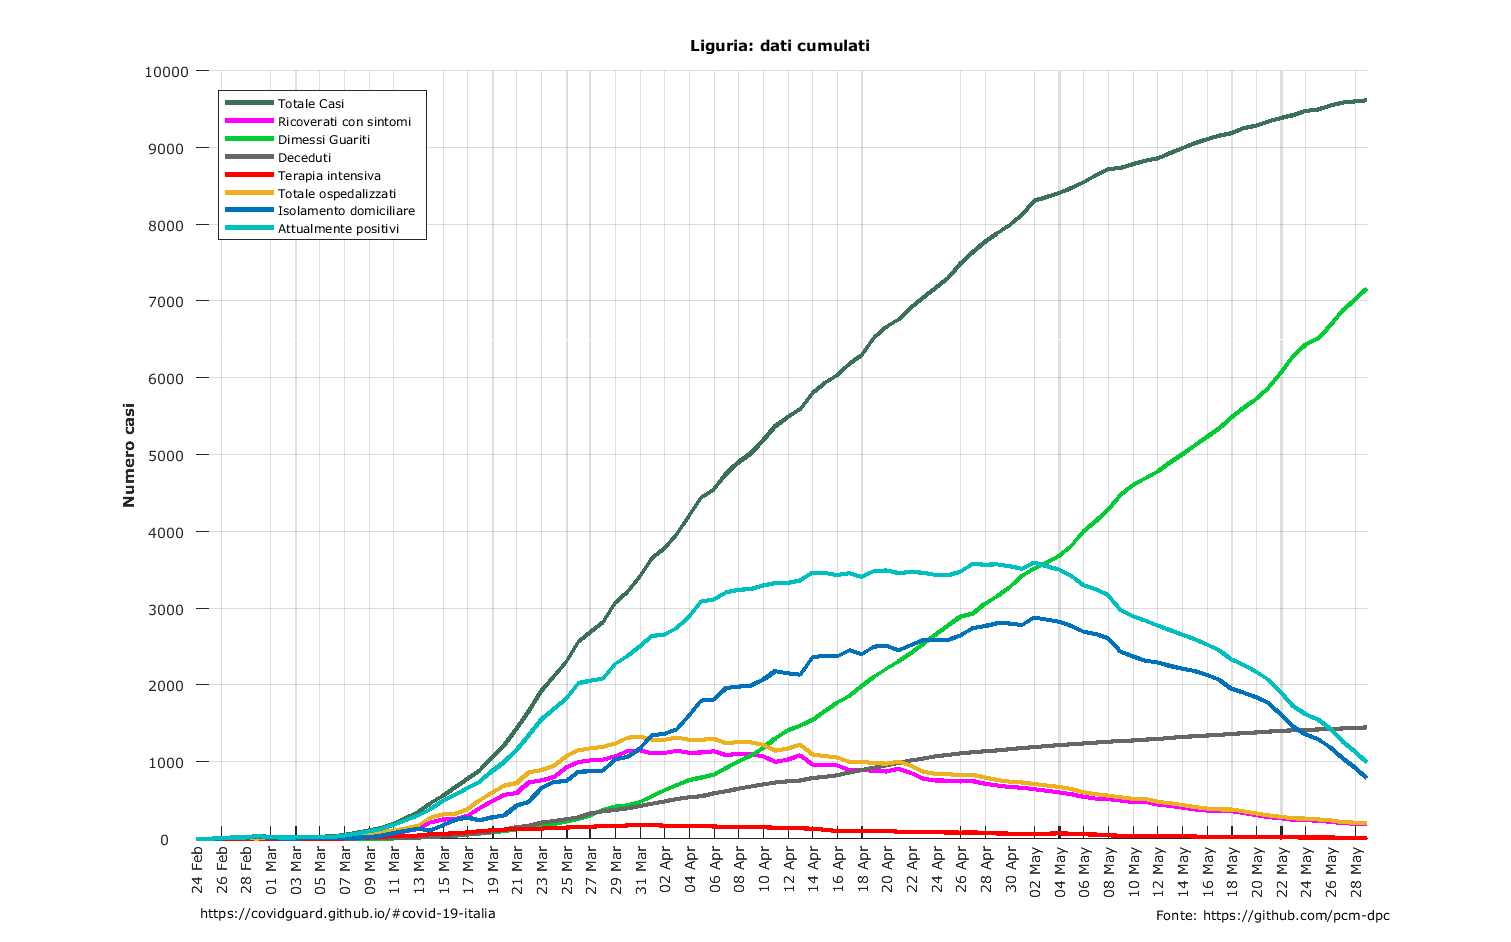 Liguria: dati cumulati
10000
9000
8000
7000
6000
5000
4000
3000
2000
1000
0
Numero casi
Totale Casi
Ricoverati con sintomi
Dimessi Guariti
Deceduti
Terapia intensiva
Totale ospedalizzati
Isolamento domiciliare
Attualmente positivi
24 Feb
26 Feb
28 Feb
01 Mar
03 Mar
05 Mar
07 Mar
09 Mar
11 Mar
13 Mar
15 Mar
17 Mar
19 Mar
21 Mar
23 Mar
25 Mar
27 Mar
29 Mar
31 Mar
02 Apr
04 Apr
06 Apr
08 Apr
10 Apr
12 Apr
14 Apr
16 Apr
18 Apr
20 Apr
22 Apr
24 Apr
26 Apr
28 Apr
30 Apr
02 May
04 May
06 May
08 May
10 May
12 May
14 May
16 May
18 May
20 May
22 May
24 May
26 May
28 May
https://covidguard.github.io/#covid-19-italia
Fonte: https://github.com/pcm-dpc